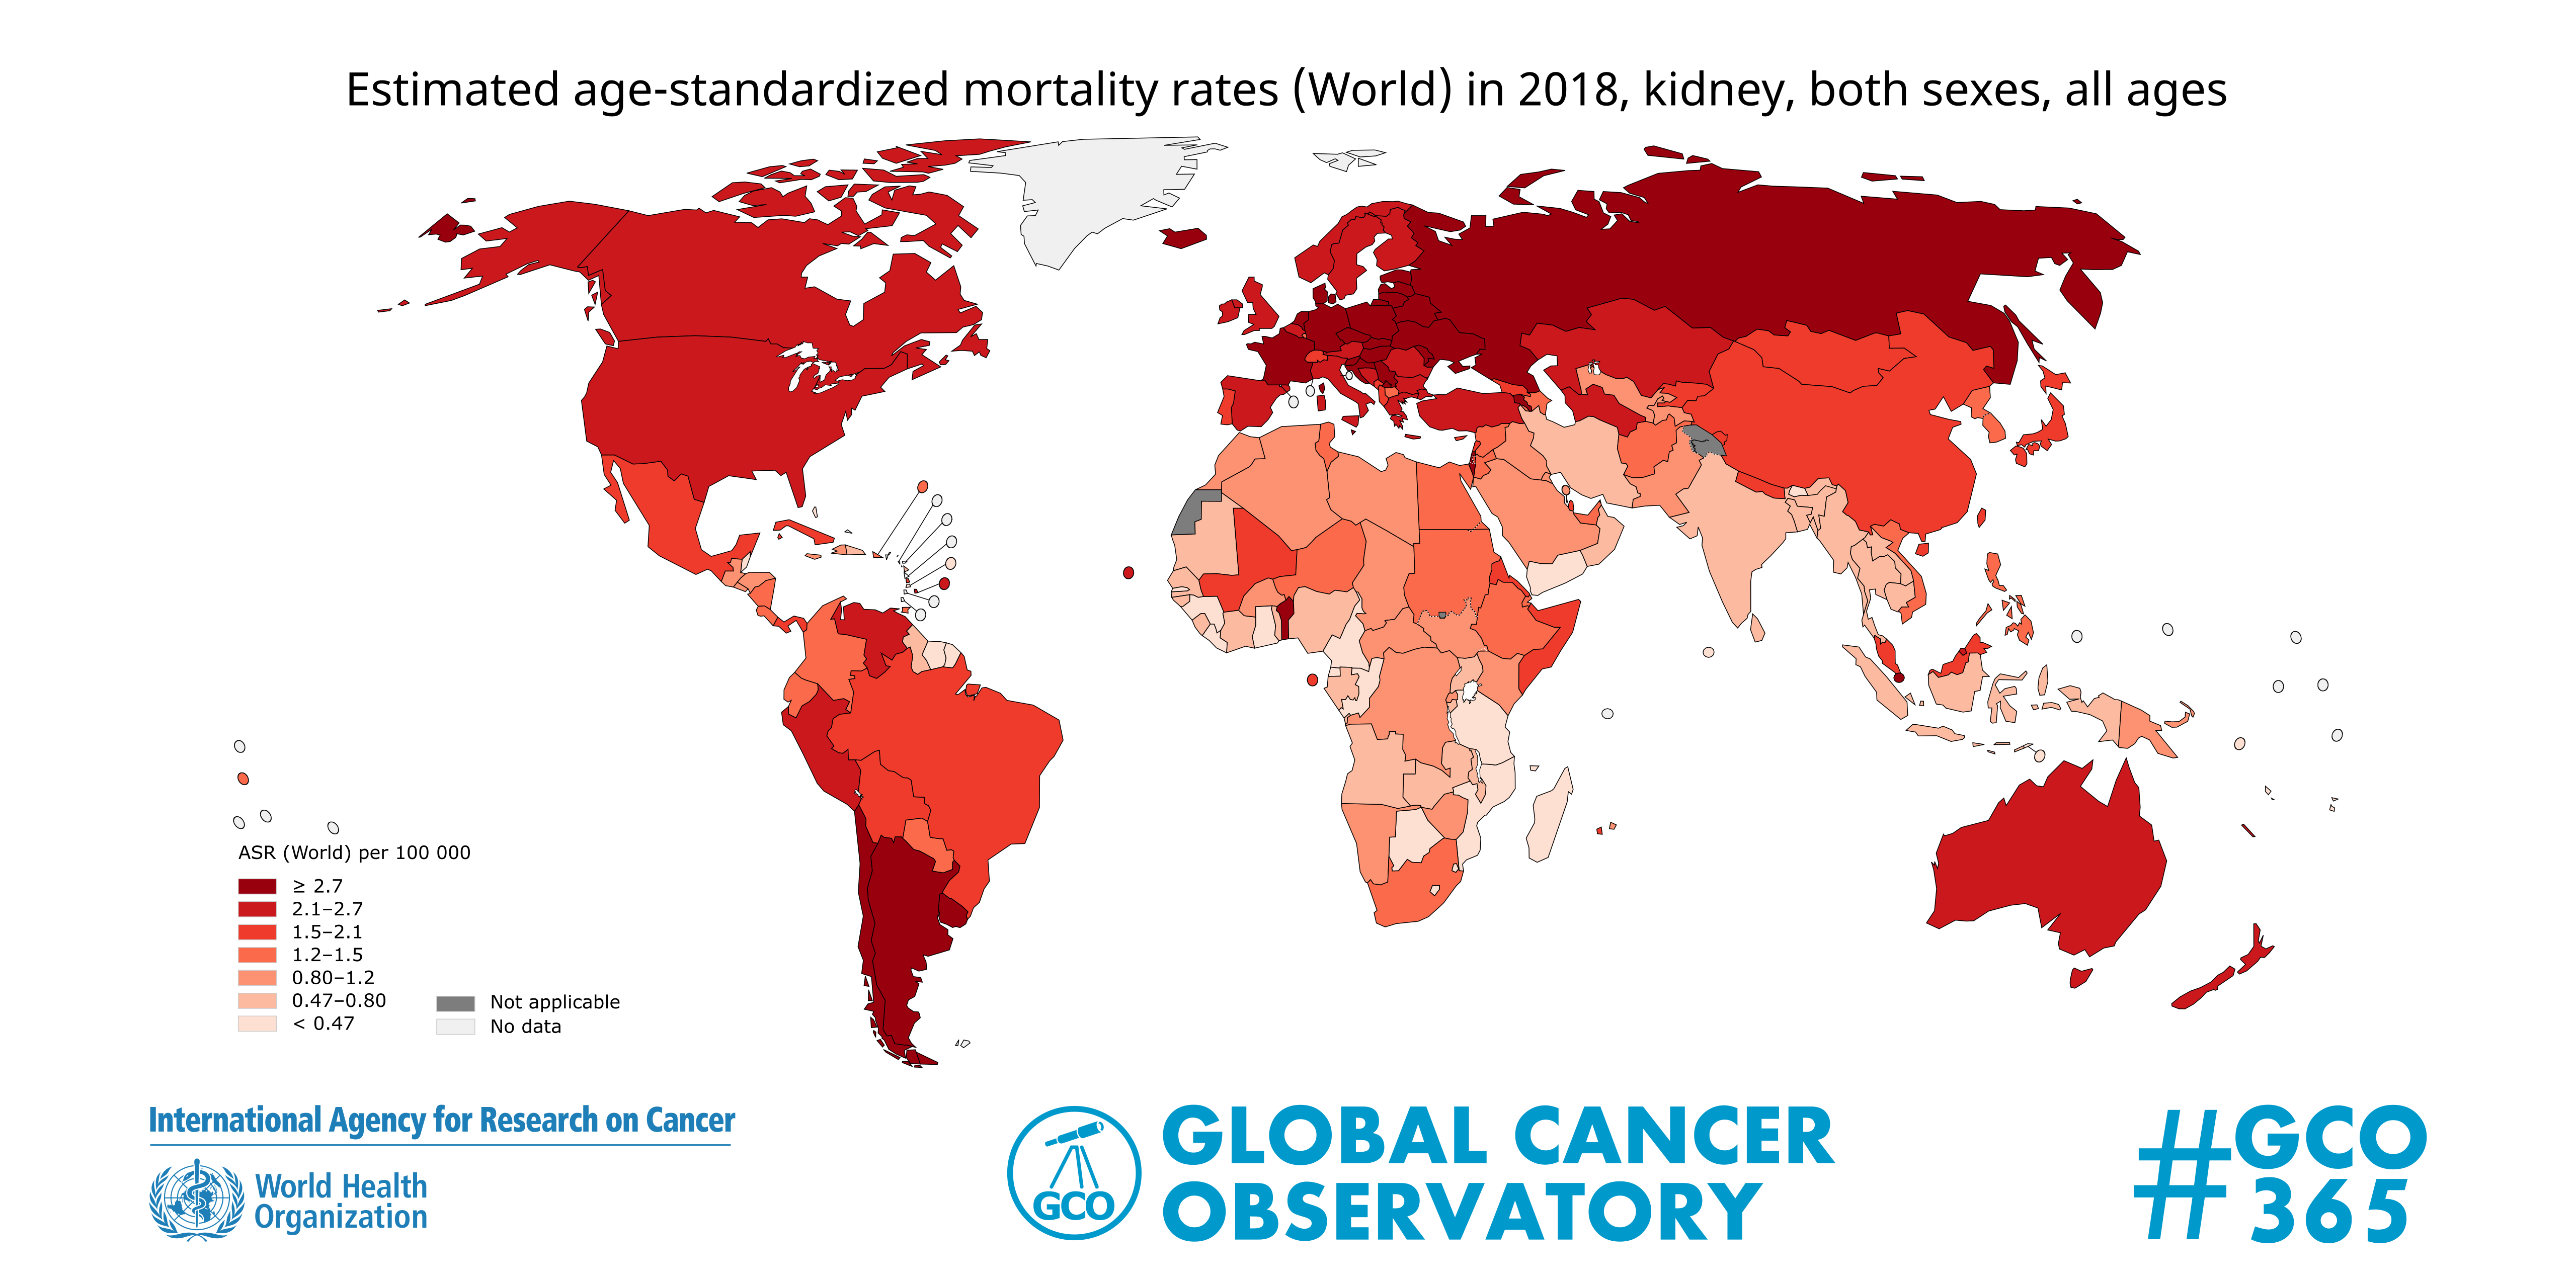 Estimated age-standardized mortality rates (World) in 2018, kidney, both sexes, all ages
ASR (World) per 100 000
≥ 2.7
2.1–2.7
1.5–2.1
1.2–1.5
0.80–1.2
0.47–0.80
< 0.47
Not applicable
No data
International Agency for Research on Cancer
World Health
Organization
GCO
GLOBAL CANCER
OBSERVATORY
#GCO
365